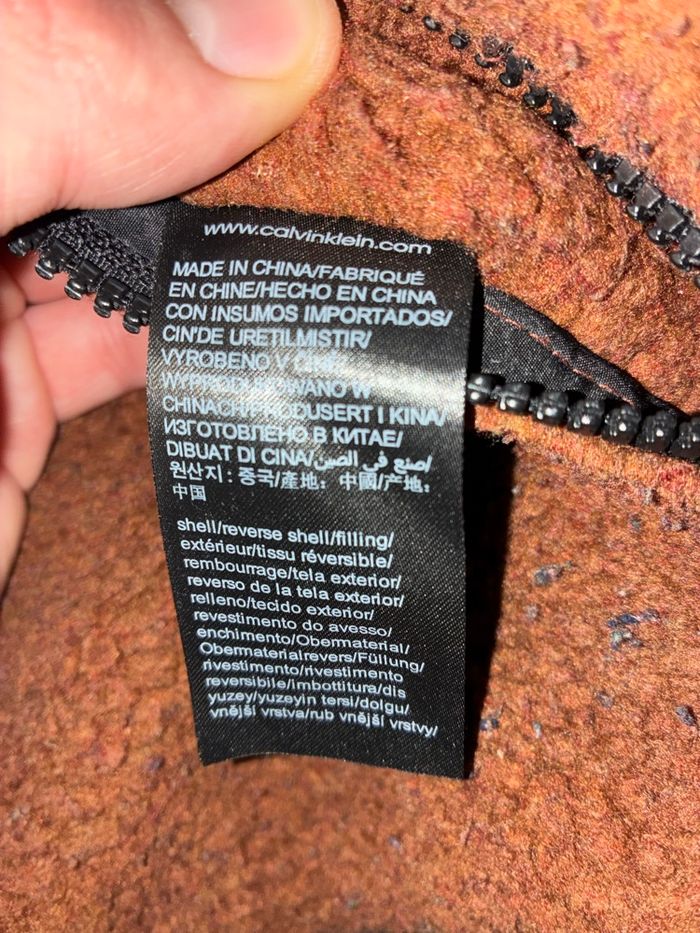 www.calvinklein.com
MADE IN CHINA/FABRIQUÉ
EN CHINE/HECHO EN CHINA
CON INSUMOS IMPORTADOS/
CIN'DE URETILMISTIR/
VYROBENO V ČÍNĚ/
WYPRODUKOWANO W
CHINACH/PRODUSERT I KINA/
ИЗГОТОВЛЕНО В КИТАЕ/
DIBUAT DI CINA/صنع في الصين/
원산지 : 중국/產地： 中國/产地：
中国
shell/reverse shell/filling/
extérieur/tissu réversible/
rembourrage/tela exterior/
reverso de la tela exterior/
relleno/tecido exterior/
revestimento do avesso/
enchimento/Obermaterial/
Obermaterialrevers/Füllung/
rivestimento/rivestimento
reversibile/imbottitura/dis
yuzey/yuzeyin tersi/dolgu/
vnější vrstva/rub vnější vrstvy/